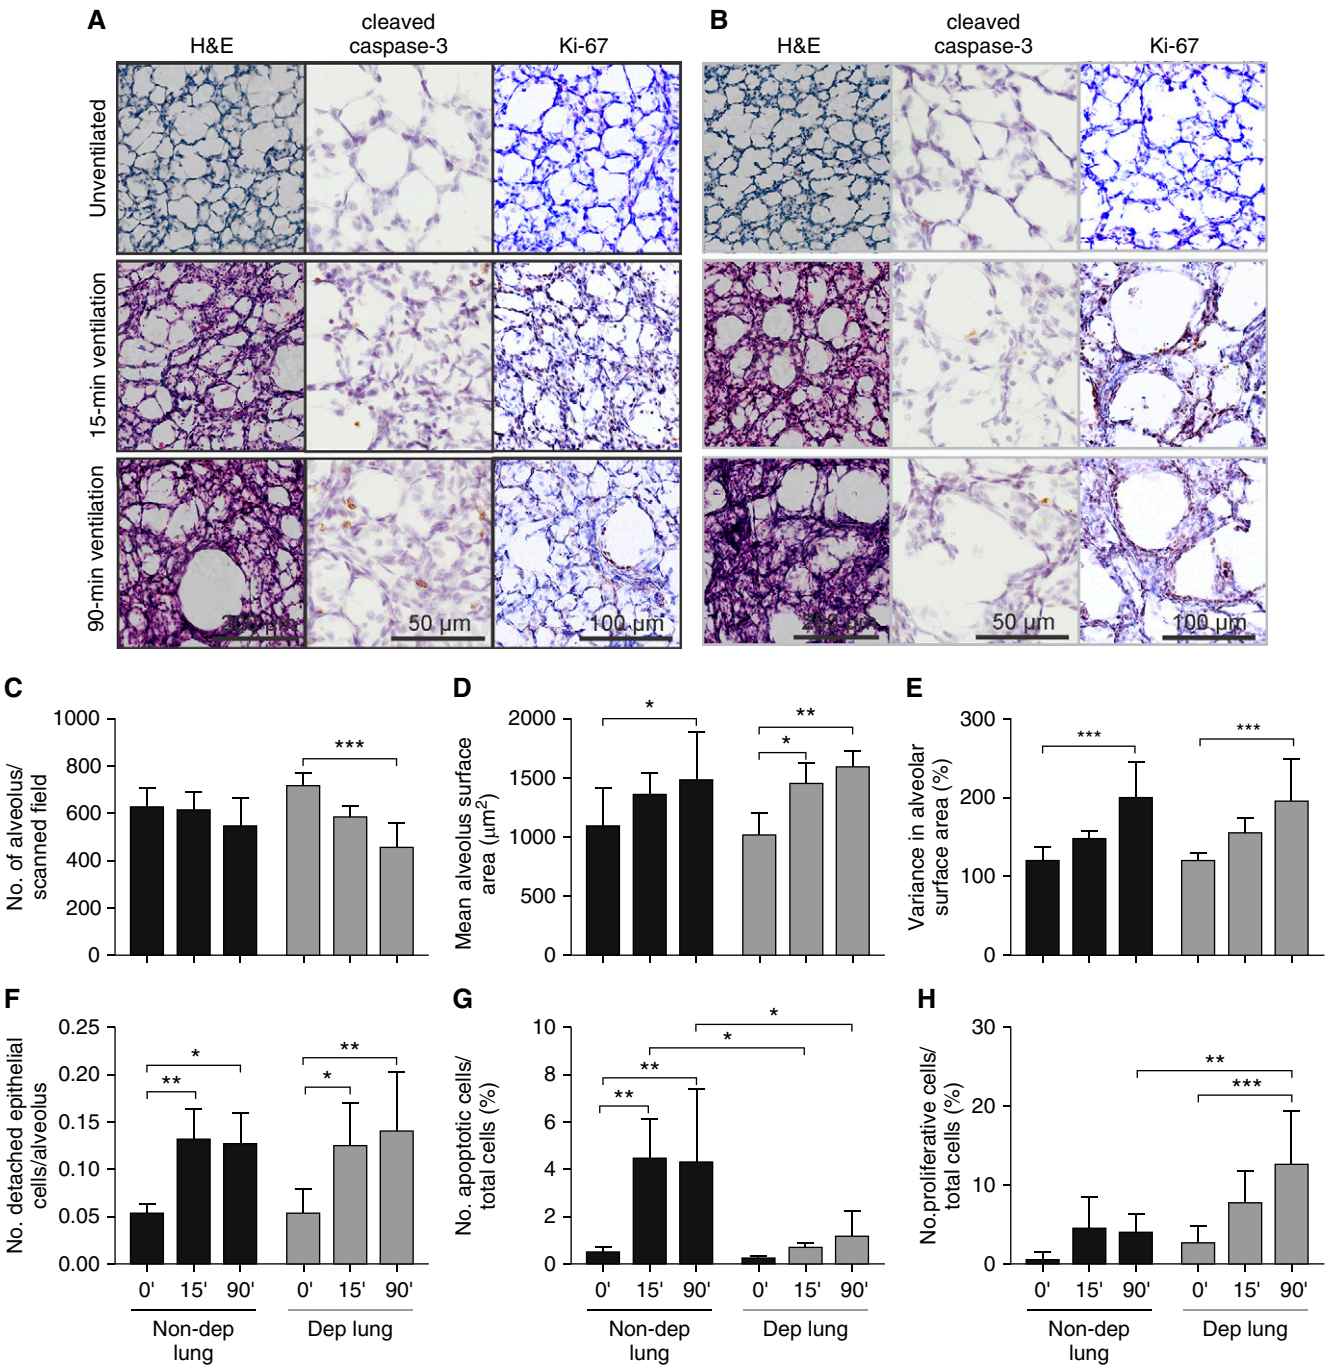 A
B
H&E
cleaved
caspase-3
Ki-67
H&E
cleaved
caspase-3
Ki-67
Unventilated
15-min ventilation
90-min ventilation
200 µm
50 µm
100 µm
200 µm
50 µm
100 µm
C
No. of alveolus/
scanned field
1000
800
600
400
200
0
***
D
Mean alveolus surface
area (µm²)
2000
1500
1000
500
0
*
*
**
E
Variance in alveolar
surface area (%)
300
200
100
0
***
***
F
No. detached epithelial
cells/alveolus
0.25
0.20
0.15
0.10
0.05
0.00
*
**
**
*
0' 15' 90' 0' 15' 90'
Non-dep
lung
Dep lung
G
No. apoptotic cells/
total cells (%)
10
8
6
4
2
0
*
*
**
**
0' 15' 90' 0' 15' 90'
Non-dep
lung
Dep lung
H
No.proliferative cells/
total cells (%)
30
20
10
0
**
***
0' 15' 90' 0' 15' 90'
Non-dep
lung
Dep lung